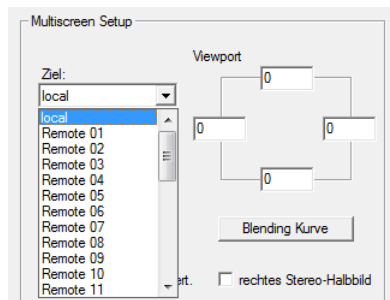 Multiscreen Setup
Viewport
Ziel:
0
local
local
0
0
Remote 01
Remote 02
Remote 03
Remote 04
Remote 05
0
Remote 06
Remote 07
Remote 08
Blending Kurve
Remote 09
Remote 10
Remote 11
ert.
rechtes Stereo-Halbbild